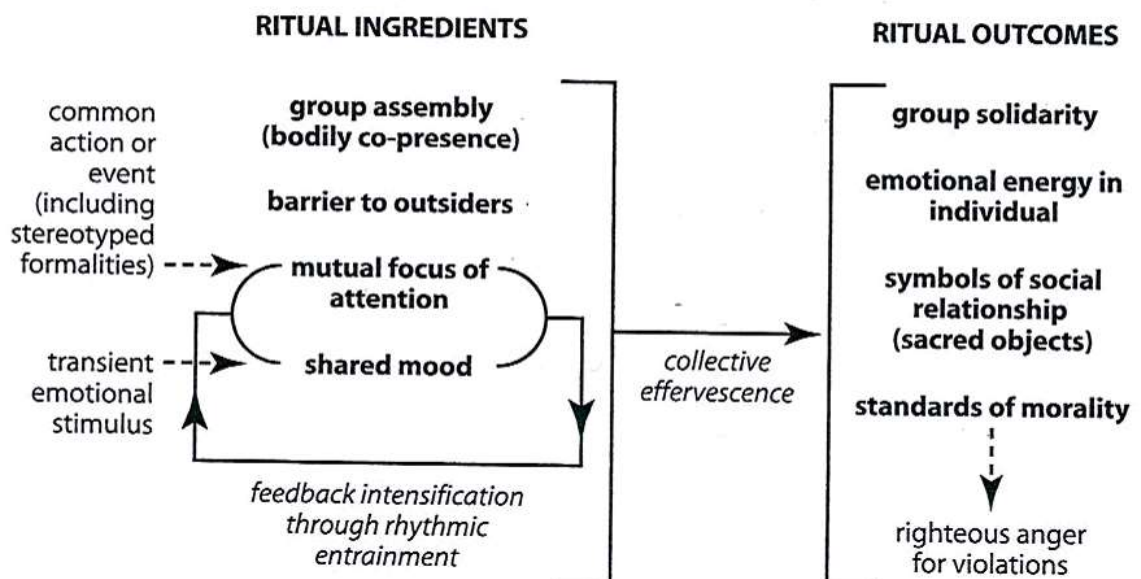 RITUAL INGREDIENTS
common
action or
event
(including
stereotyped
formalities)
transient
emotional
stimulus
group assembly
(bodily co-presence)
barrier to outsiders
mutual focus of
attention
shared mood
feedback intensification
through rhythmic
entrainment
collective
effervescence
RITUAL OUTCOMES
group solidarity
emotional energy in
individual
symbols of social
relationship
(sacred objects)
standards of morality
righteous anger
for violations